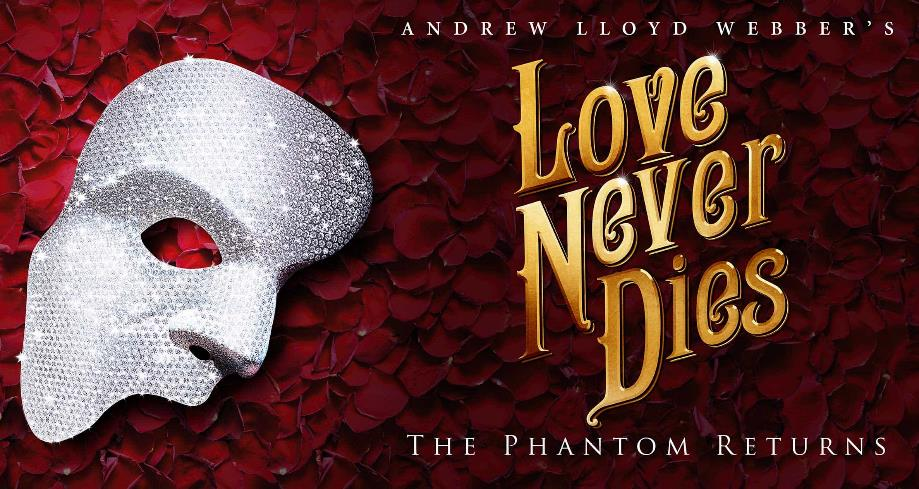 ANDREW LLOYD WEBBER'S
Love
Never
Dies
THE PHANTOM RETURNS